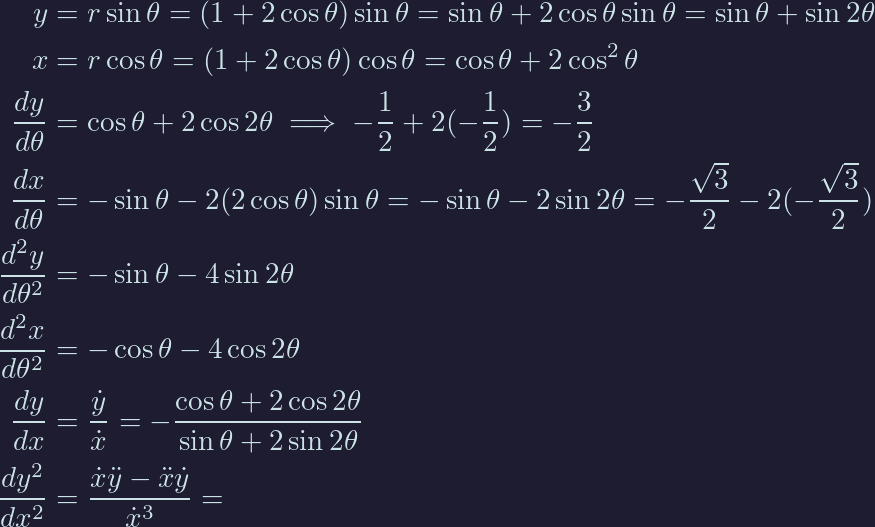 y = r sin θ = (1 + 2 cos θ) sin θ = sin θ + 2 cos θ sin θ = sin θ + sin 2θ
x = r cos θ = (1 + 2 cos θ) cos θ = cos θ + 2 cos² θ
dy/dθ = cos θ + 2 cos 2θ ⟹ −1/2 + 2(−1/2) = −3/2
dx/dθ = − sin θ − 2(2 cos θ) sin θ = − sin θ − 2 sin 2θ = −√3/2 − 2(−√3/2)
d²y/dθ² = − sin θ − 4 sin 2θ
d²x/dθ² = − cos θ − 4 cos 2θ
dy/dx = ẏ/ẋ = −(cos θ + 2 cos 2θ)/(sin θ + 2 sin 2θ)
dy²/dx² = (ẋÿ − ẍẏ)/ẋ³ =